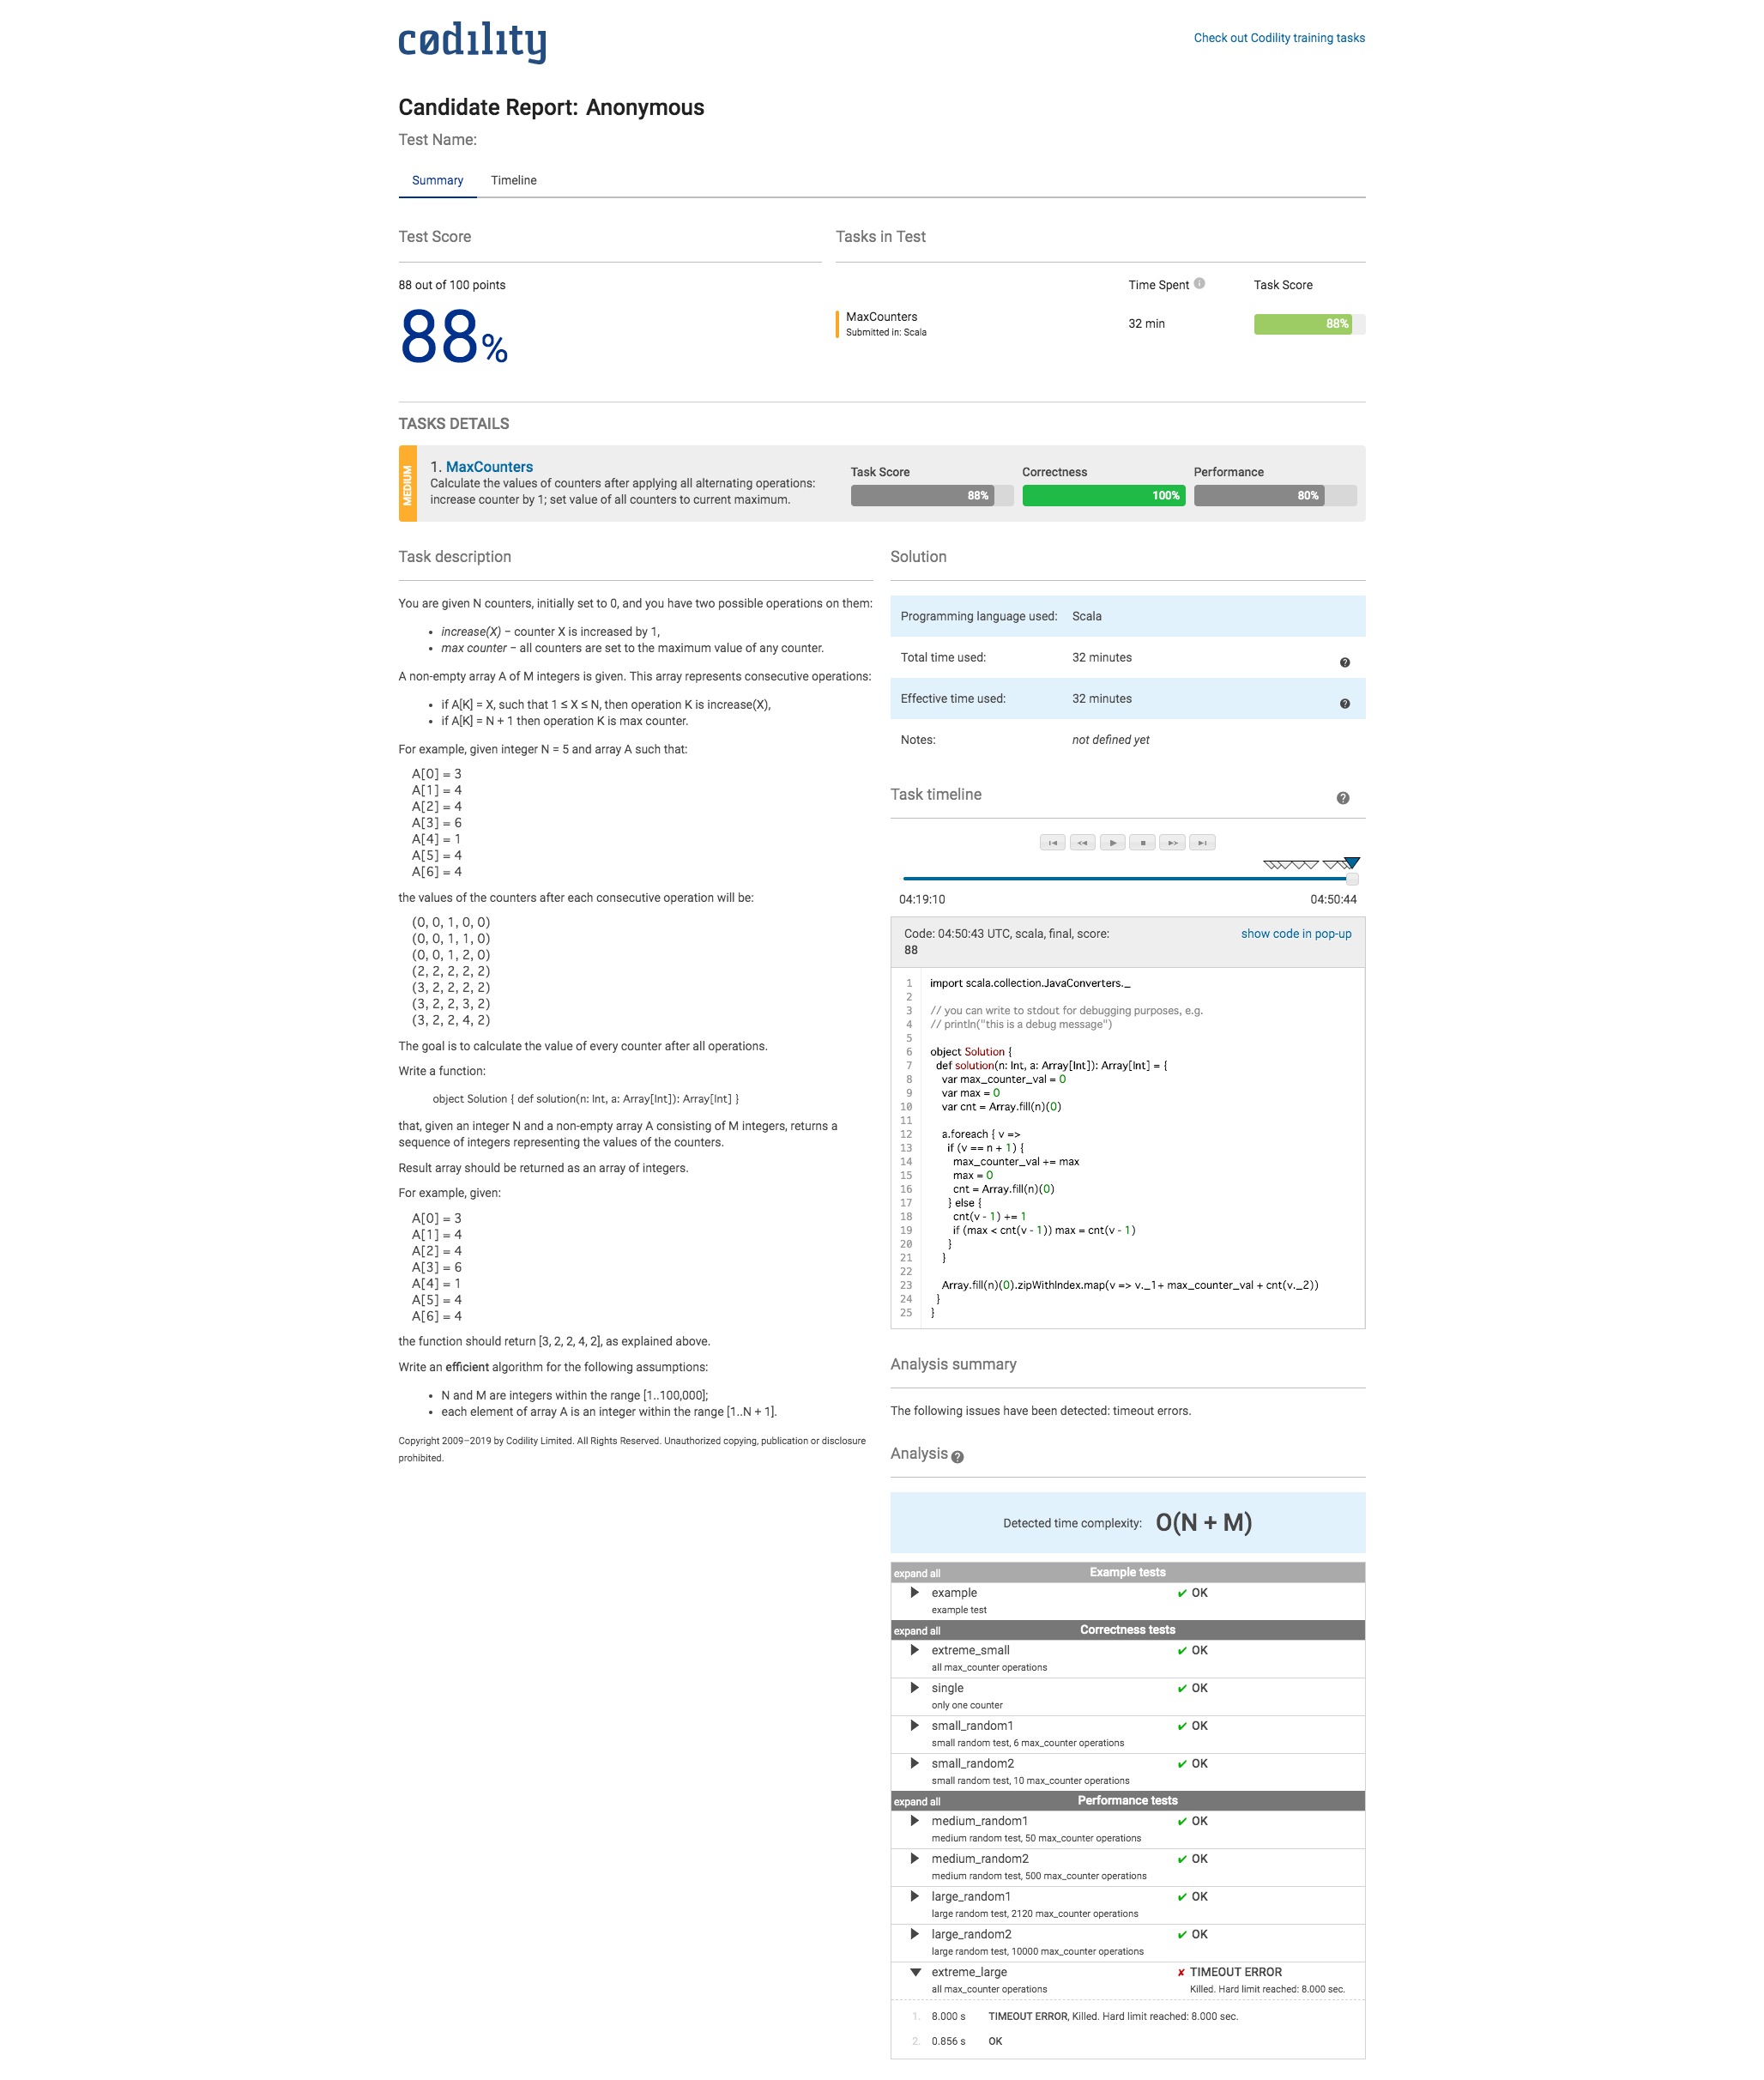 codility
Check out Codility training tasks
Candidate Report: Anonymous
Test Name:
Summary Timeline
Test Score
88 out of 100 points
88%
Tasks in Test
Time Spent Task Score
MaxCounters
Submitted in: Scala
32 min
88%
TASKS DETAILS
MEDIUM
1. MaxCounters
Calculate the values of counters after applying all alternating operations:
increase counter by 1; set value of all counters to current maximum.
Task Score
88%
Correctness
100%
Performance
80%
Task description
You are given N counters, initially set to 0, and you have two possible operations on them:
• increase(X) − counter X is increased by 1,
• max counter − all counters are set to the maximum value of any counter.
A non-empty array A of M integers is given. This array represents consecutive operations:
• if A[K] = X, such that 1 ≤ X ≤ N, then operation K is increase(X),
• if A[K] = N + 1 then operation K is max counter.
For example, given integer N = 5 and array A such that:
A[0] = 3
A[1] = 4
A[2] = 4
A[3] = 6
A[4] = 1
A[5] = 4
A[6] = 4
the values of the counters after each consecutive operation will be:
(0, 0, 1, 0, 0)
(0, 0, 1, 1, 0)
(0, 0, 1, 2, 0)
(2, 2, 2, 2, 2)
(3, 2, 2, 2, 2)
(3, 2, 2, 3, 2)
(3, 2, 2, 4, 2)
The goal is to calculate the value of every counter after all operations.
Write a function:
object Solution { def solution(n: Int, a: Array[Int]): Array[Int] }
that, given an integer N and a non-empty array A consisting of M integers, returns a
sequence of integers representing the values of the counters.
Result array should be returned as an array of integers.
For example, given:
A[0] = 3
A[1] = 4
A[2] = 4
A[3] = 6
A[4] = 1
A[5] = 4
A[6] = 4
the function should return [3, 2, 2, 4, 2], as explained above.
Write an efficient algorithm for the following assumptions:
• N and M are integers within the range [1..100,000];
• each element of array A is an integer within the range [1..N + 1].
Copyright 2009–2019 by Codility Limited. All Rights Reserved. Unauthorized copying, publication or disclosure
prohibited.
Solution
Programming language used: Scala
Total time used: 32 minutes
Effective time used: 32 minutes
Notes: not defined yet
Task timeline
04:19:10 04:50:44
Code: 04:50:43 UTC, scala, final, score:
88
show code in pop-up
1 import scala.collection.JavaConverters._
2
3 // you can write to stdout for debugging purposes, e.g.
4 // println("this is a debug message")
5
6 object Solution {
7 def solution(n: Int, a: Array[Int]): Array[Int] = {
8 var max_counter_val = 0
9 var max = 0
10 var cnt = Array.fill(n)(0)
11
12 a.foreach { v =>
13 if (v == n + 1) {
14 max_counter_val += max
15 max = 0
16 cnt = Array.fill(n)(0)
17 } else {
18 cnt(v - 1) += 1
19 if (max < cnt(v - 1)) max = cnt(v - 1)
20 }
21 }
22
23 Array.fill(n)(0).zipWithIndex.map(v => v._1+ max_counter_val + cnt(v._2))
24 }
25 }
Analysis summary
The following issues have been detected: timeout errors.
Analysis
Detected time complexity: O(N + M)
expand all Example tests
example ✔ OK
example test
expand all Correctness tests
extreme_small ✔ OK
all max_counter operations
single ✔ OK
only one counter
small_random1 ✔ OK
small random test, 6 max_counter operations
small_random2 ✔ OK
small random test, 10 max_counter operations
expand all Performance tests
medium_random1 ✔ OK
medium random test, 50 max_counter operations
medium_random2 ✔ OK
medium random test, 500 max_counter operations
large_random1 ✔ OK
large random test, 2120 max_counter operations
large_random2 ✔ OK
large random test, 10000 max_counter operations
extreme_large ✘ TIMEOUT ERROR
all max_counter operations Killed. Hard limit reached: 8.000 sec.
1. 8.000 s TIMEOUT ERROR, Killed. Hard limit reached: 8.000 sec.
2. 0.856 s OK